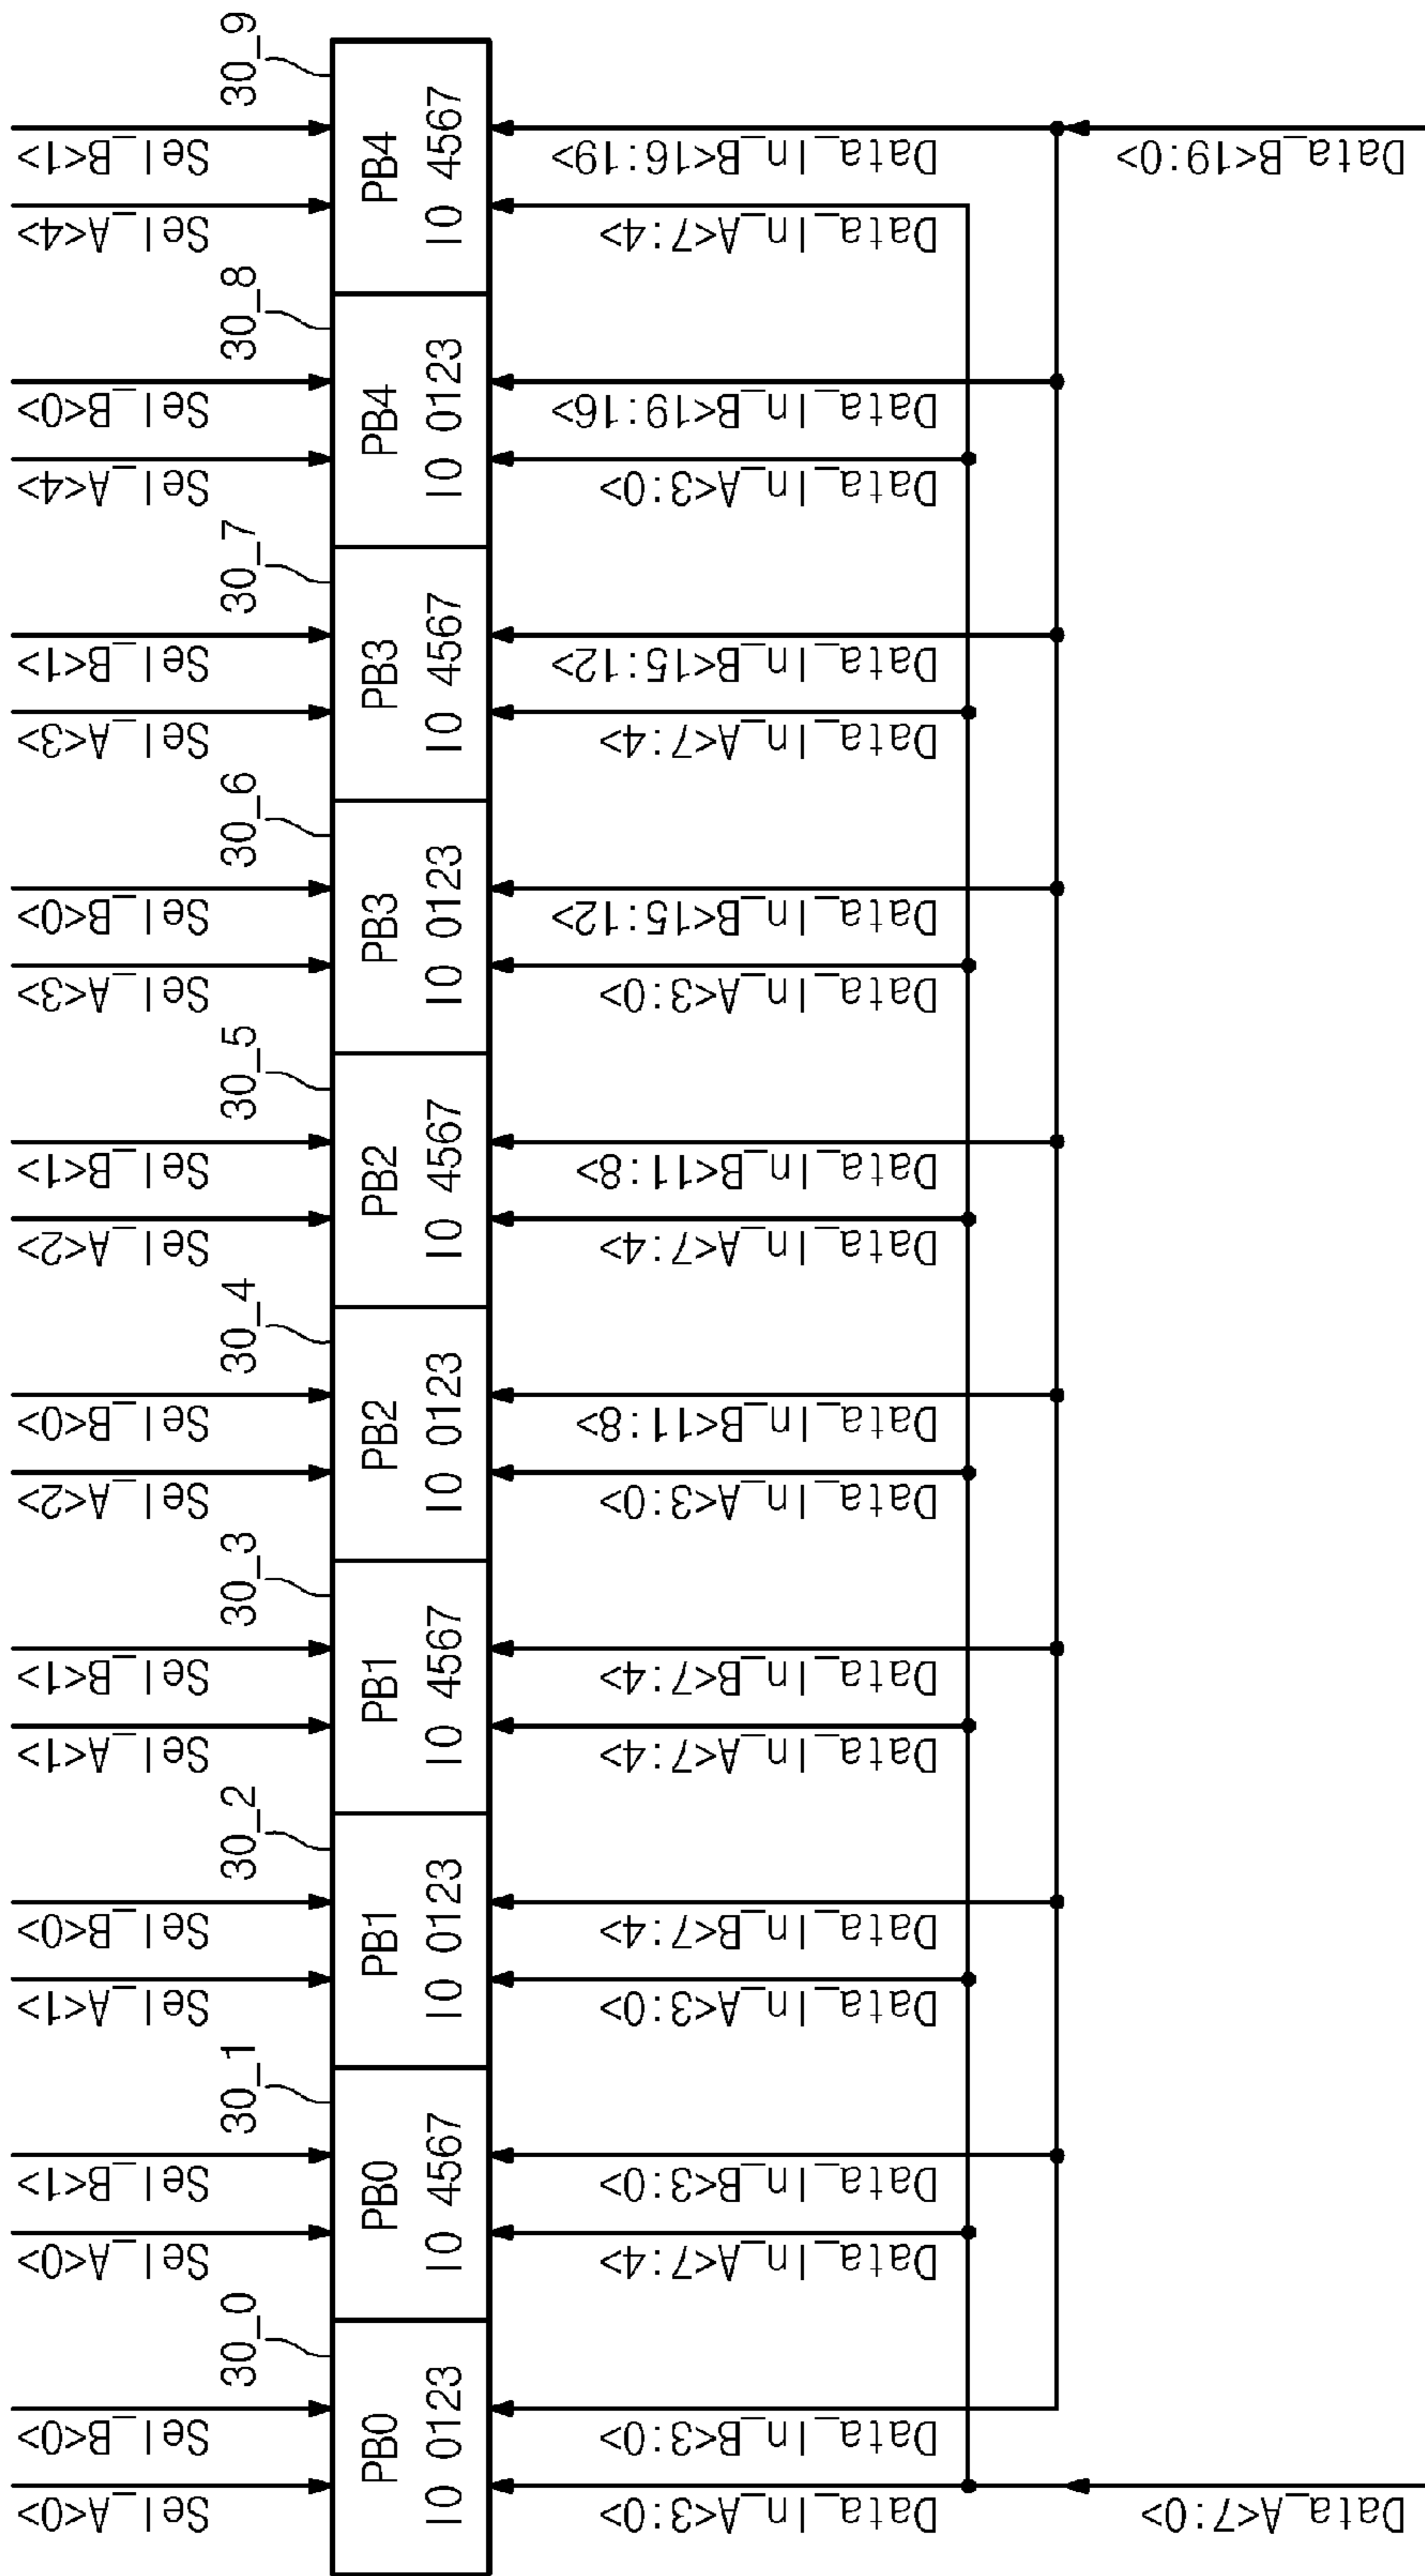 Sel_A<0>
Sel_B<0>
Sel_A<0>
Sel_B<1>
Sel_A<1>
Sel_B<0>
Sel_A<1>
Sel_B<1>
Sel_A<2>
Sel_B<0>
Sel_A<2>
Sel_B<1>
Sel_A<3>
Sel_B<0>
Sel_A<3>
Sel_B<1>
Sel_A<4>
Sel_B<0>
Sel_A<4>
Sel_B<1>
30_0
30_1
30_2
30_3
30_4
30_5
30_6
30_7
30_8
30_9
PB0
PB0
PB1
PB1
PB2
PB2
PB3
PB3
PB4
PB4
IO 0123
IO 4567
IO 0123
IO 4567
IO 0123
IO 4567
IO 0123
IO 4567
IO 0123
IO 4567
Data_In_A<3:0>
Data_In_B<3:0>
Data_In_A<7:4>
Data_In_B<3:0>
Data_In_A<3:0>
Data_In_B<7:4>
Data_In_A<7:4>
Data_In_B<7:4>
Data_In_A<3:0>
Data_In_B<11:8>
Data_In_A<7:4>
Data_In_B<11:8>
Data_In_A<3:0>
Data_In_B<15:12>
Data_In_A<7:4>
Data_In_B<15:12>
Data_In_A<3:0>
Data_In_B<19:16>
Data_In_A<7:4>
Data_In_B<16:19>
Data_A<7:0>
Data_B<19:0>